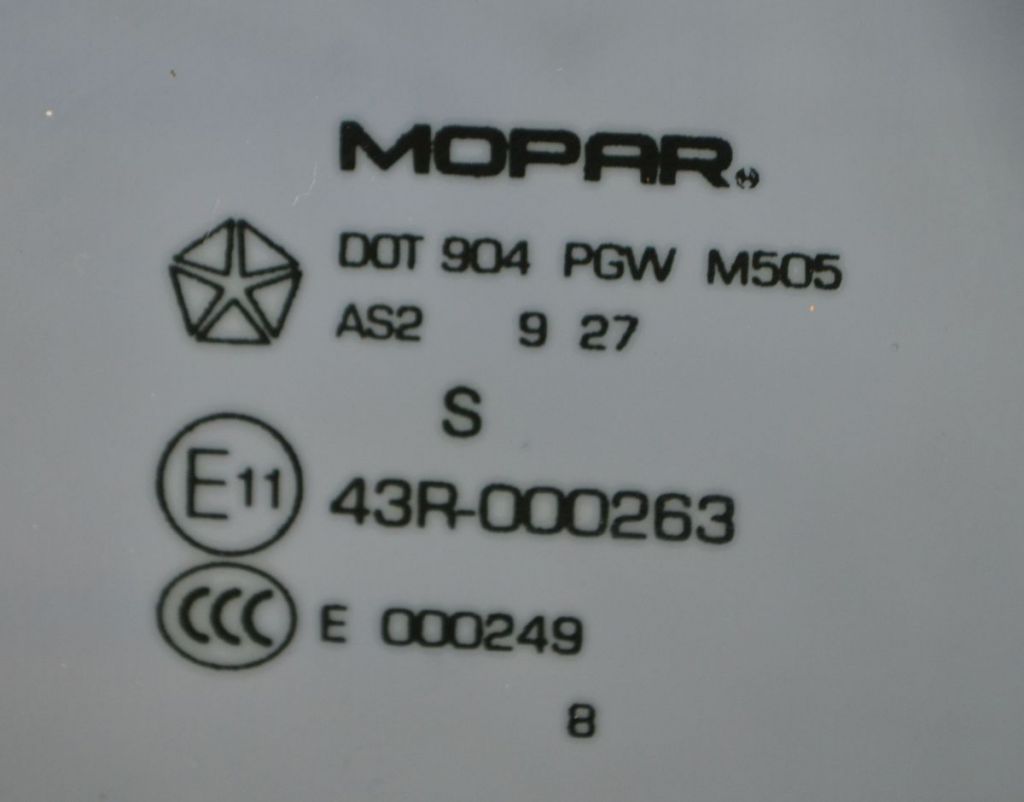 MOPAR
DOT 904 PGW M505
AS2 9 27
S
E11 43R-000263
CCC E 000249
8